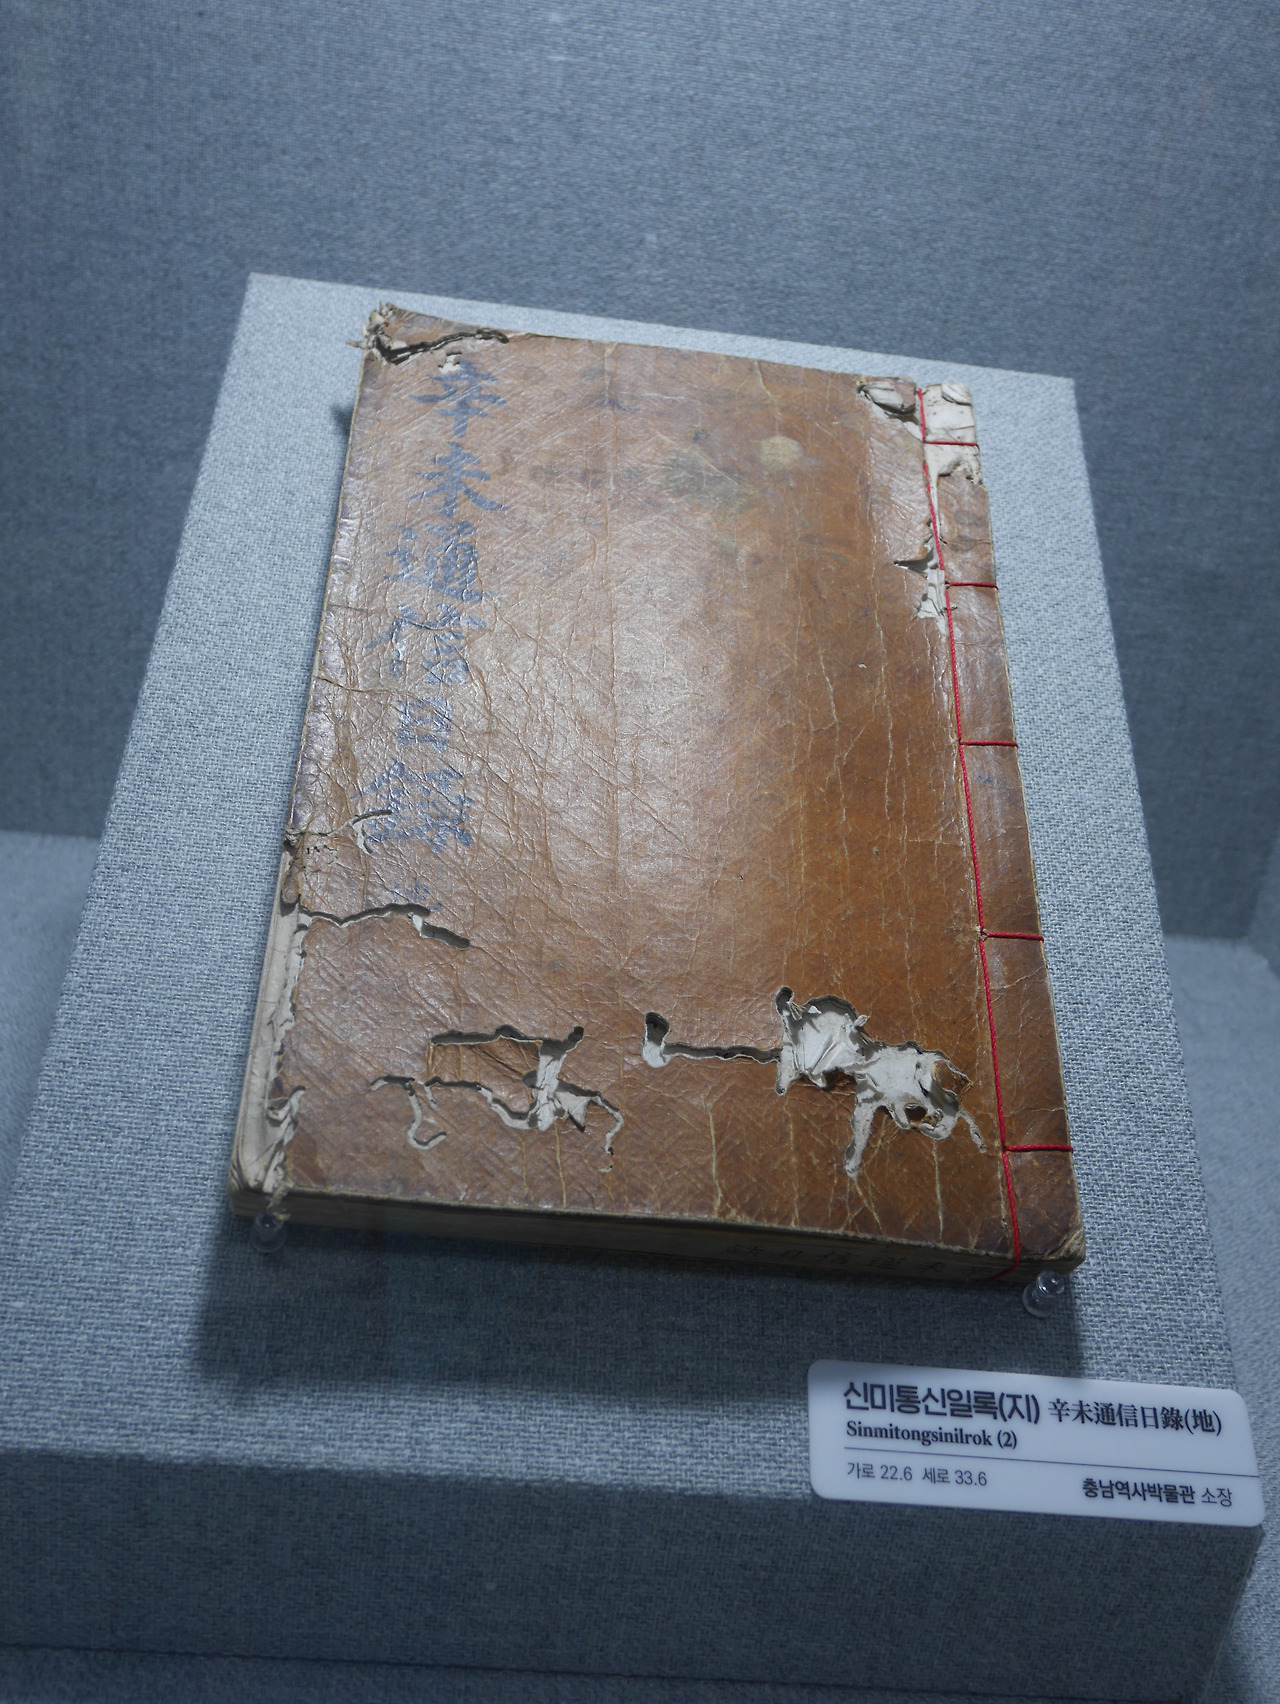 辛未通信日錄
신미통신일록(지) 辛未通信日錄(地)
Sinmitongsinilrok (2)
가로 22.6 세로 33.6
충남역사박물관 소장